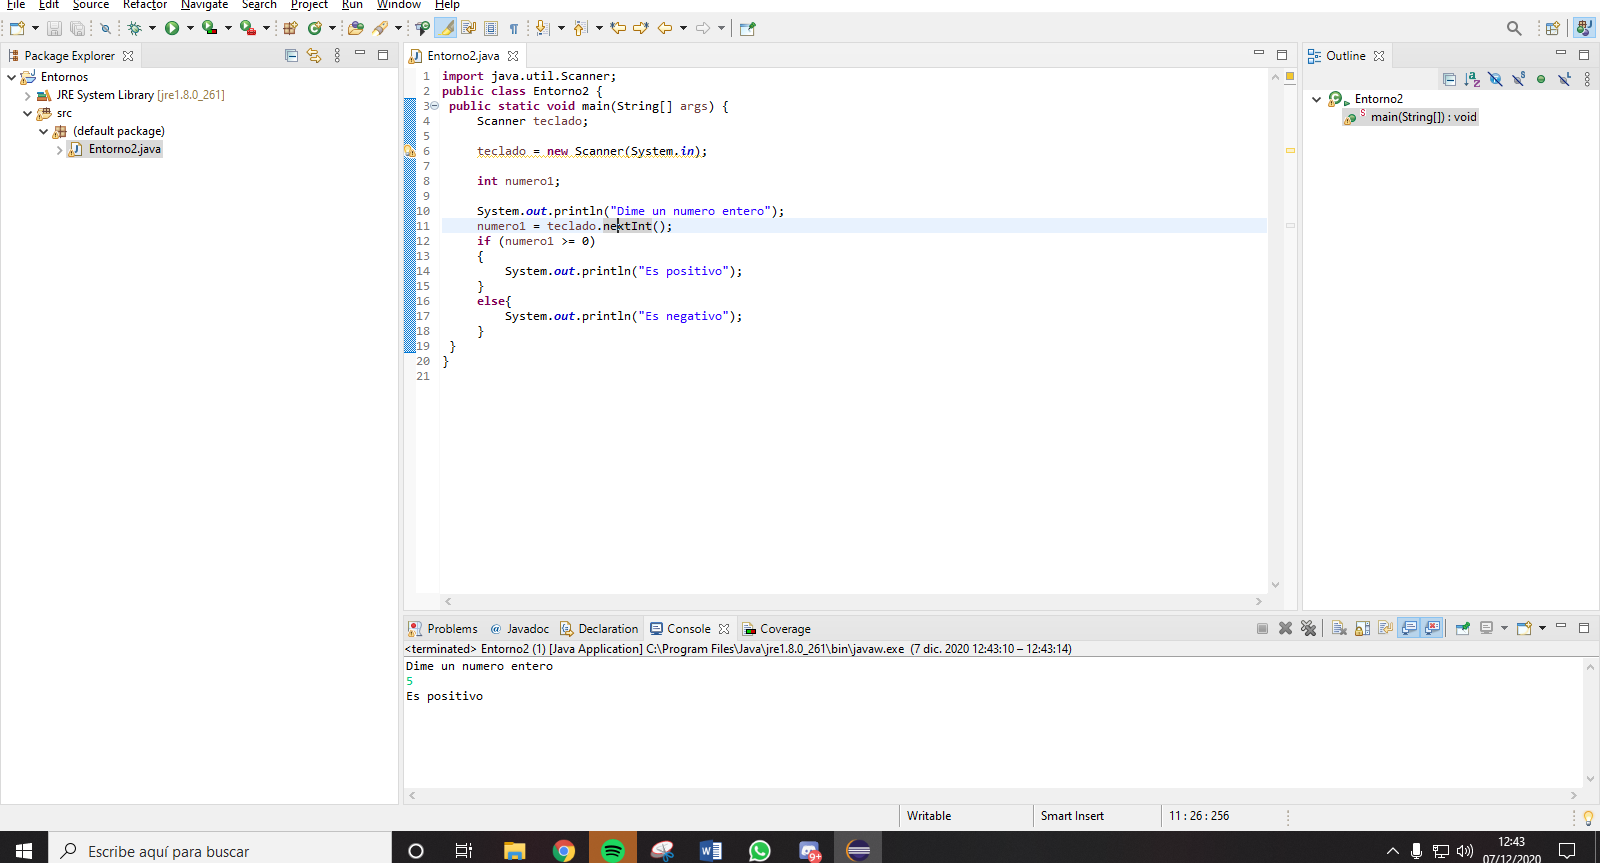 File Edit Source Refactor Navigate Search Project Run Window Help
Package Explorer
Entornos
JRE System Library [jre1.8.0_261]
src
(default package)
Entorno2.java
Entorno2.java
1 import java.util.Scanner;
2 public class Entorno2 {
3 public static void main(String[] args) {
4 Scanner teclado;
5
6 teclado = new Scanner(System.in);
7
8 int numero1;
9
10 System.out.println("Dime un numero entero");
11 numero1 = teclado.nextInt();
12 if (numero1 >= 0)
13 {
14 System.out.println("Es positivo");
15 }
16 else{
17 System.out.println("Es negativo");
18 }
19 }
20 }
21
Outline
Entorno2
main(String[]) : void
Problems @ Javadoc Declaration Console Coverage
<terminated> Entorno2 (1) [Java Application] C:\Program Files\Java\jre1.8.0_261\bin\javaw.exe (7 dic. 2020 12:43:10 – 12:43:14)
Dime un numero entero
5
Es positivo
Writable Smart Insert 11 : 26 : 256
Escribe aquí para buscar
9+
12:43
07/12/2020